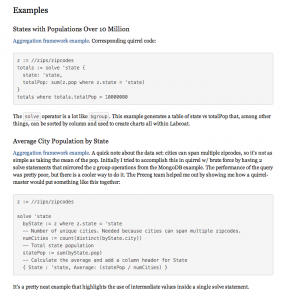 Examples
States with Populations Over 10 Million
Aggregation framework example. Corresponding quirrel code:
z := //zips/zipcodes
totals := solve 'state {
state: 'state,
totalPop: sum(z.pop where z.state = 'state)
}
totals where totals.totalPop > 10000000
The solve operator is a lot like $group. This example generates a table of state vs totalPop that, among other
things, can be sorted by column and used to create charts all within Labcoat.
Average City Population by State
Aggregation framework example. A quick note about the data set: cities can span multiple zipcodes, so it's not as
simple as taking the mean of the pop. Initially I tried to accomplish this in quirrel w/ brute force by having 2
solve statements that mirrored the 2 group operations from the MongoDB example. The performance of the query
was pretty poor, but there is a cooler way to do it. The Precog team helped me out by showing me how a quirrel-
master would put something like this together:
z := //zips/zipcodes
solve 'state
byState := z where z.state = 'state
-- Number of unique cities. Needed because cities can span multiple zipcodes.
numCities := count(distinct(byState.city))
-- Total state population
statePop := sum(byState.pop)
-- Calculate the average and add a column header for State
{ State : 'state, Average: (statePop / numCities) }
It's a pretty neat example that highlights the use of intermediate values inside a single solve statement.